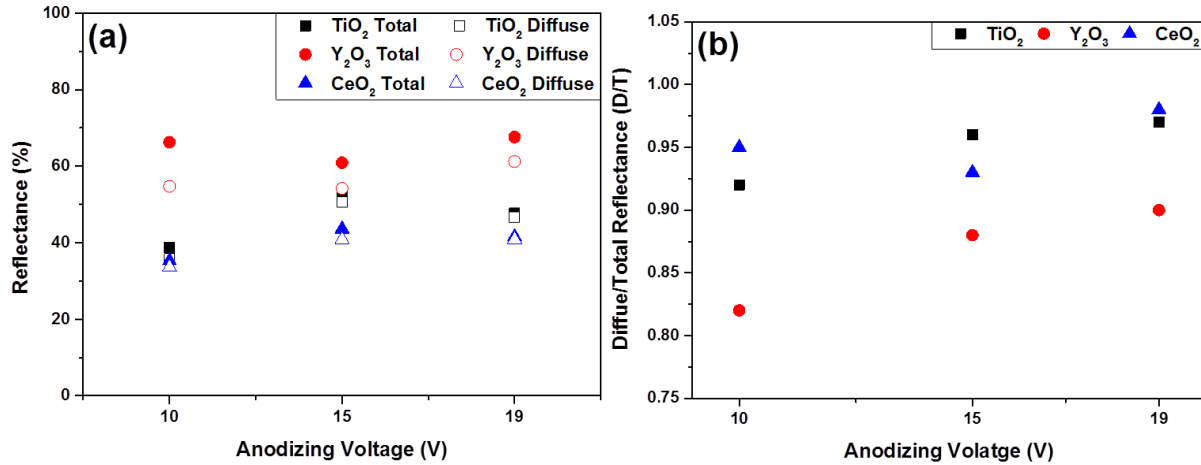 (a)
TiO₂ Total
TiO₂ Diffuse
Y₂O₃ Total
Y₂O₃ Diffuse
CeO₂ Total
CeO₂ Diffuse
100
80
60
40
20
0
Reflectance (%)
10
15
19
Anodizing Voltage (V)
(b)
TiO₂ Y₂O₃ CeO₂
1.05
1.00
0.95
0.90
0.85
0.80
0.75
Diffue/Total Reflectance (D/T)
10
15
19
Anodizing Volatge (V)